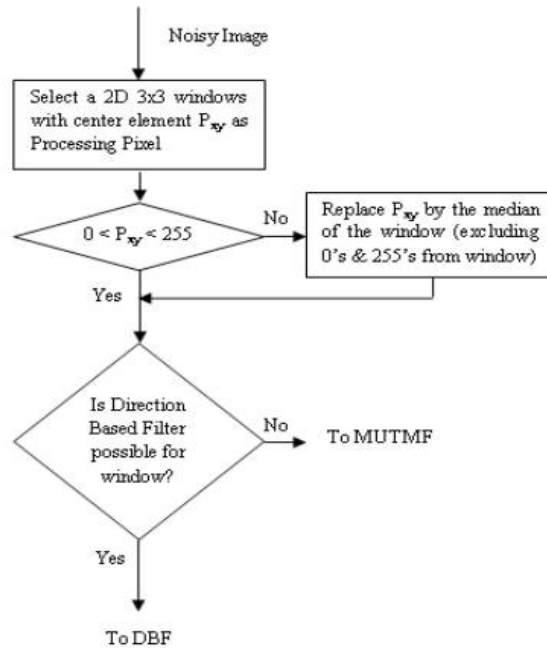 Noisy Image
Select a 2D 3x3 windows
with center element Pxy as
Processing Pixel
0 < Pxy < 255
No
Replace Pxy by the median
of the window (excluding
0's & 255's from window)
Yes
Is Direction
Based Filter
possible for
window?
No
To MUTMF
Yes
To DBF